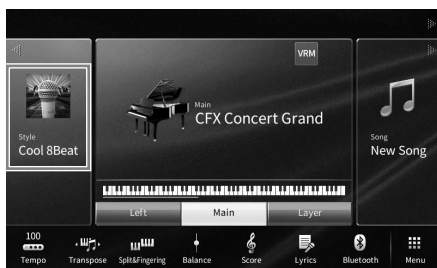 VRM
Main
CFX Concert Grand
Style
Cool 8Beat
Song
New Song
Left
Main
Layer
100
Tempo
Transpose
Split&Fingering
Balance
Score
Lyrics
Bluetooth
Menu